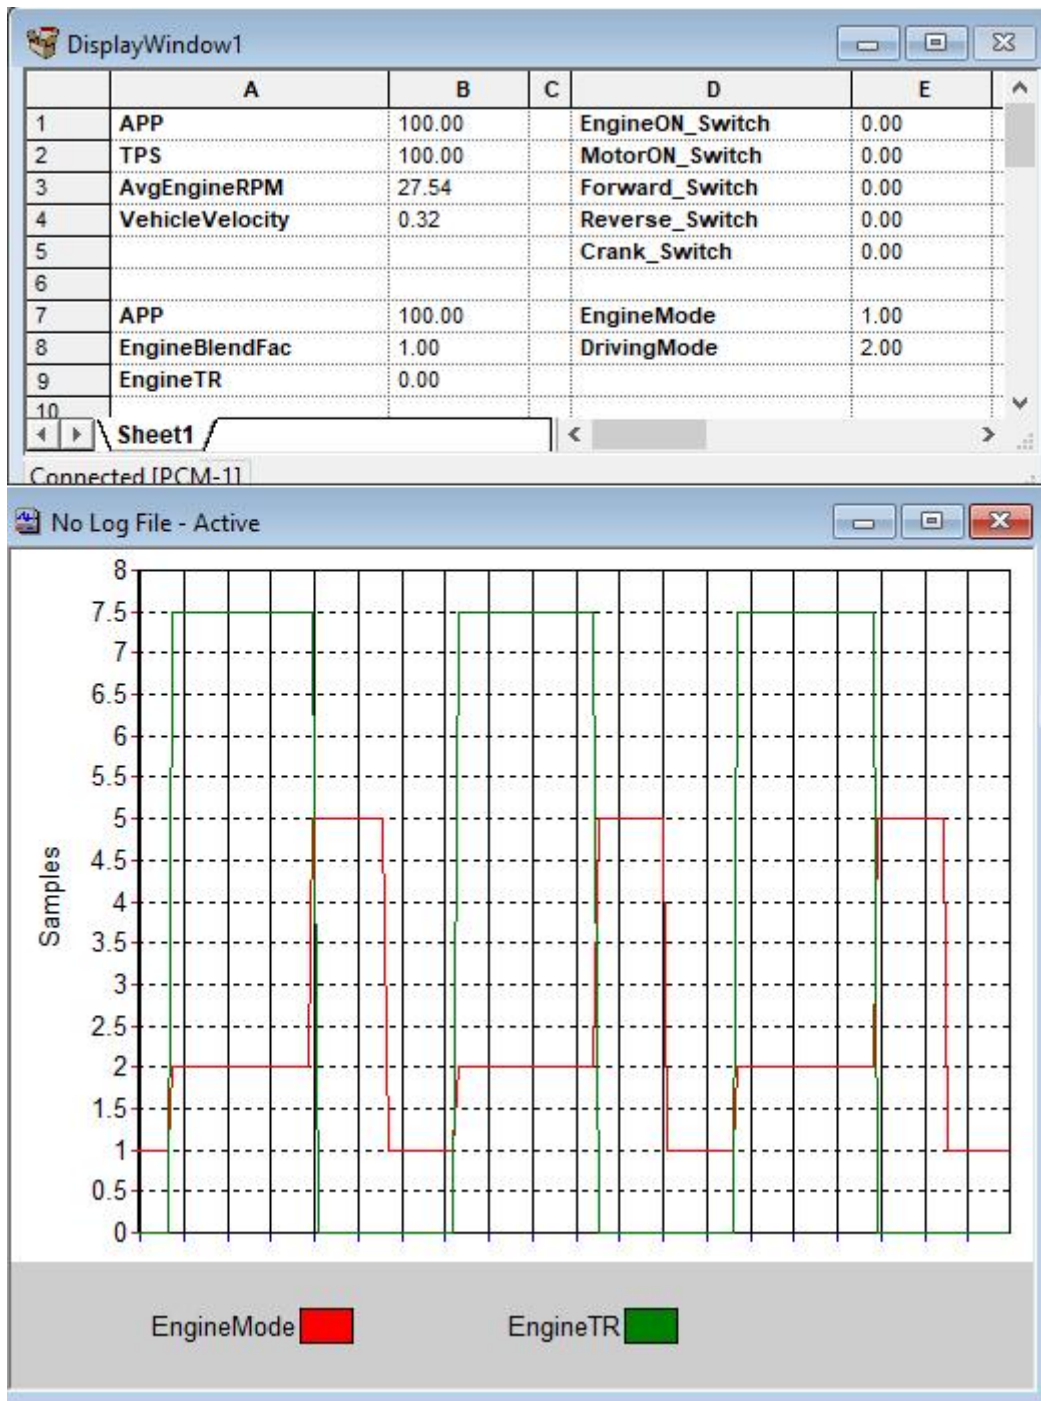 DisplayWindow1
A B C D E
1 APP 100.00 EngineON_Switch 0.00
2 TPS 100.00 MotorON_Switch 0.00
3 AvgEngineRPM 27.54 Forward_Switch 0.00
4 VehicleVelocity 0.32 Reverse_Switch 0.00
5 Crank_Switch 0.00
6
7 APP 100.00 EngineMode 1.00
8 EngineBlendFac 1.00 DrivingMode 2.00
9 EngineTR 0.00
10
Sheet1
Connected [PCM-1]
No Log File - Active
8
7.5
7
6.5
6
5.5
5
4.5
4
3.5
3
2.5
2
1.5
1
0.5
0
Samples
EngineMode EngineTR